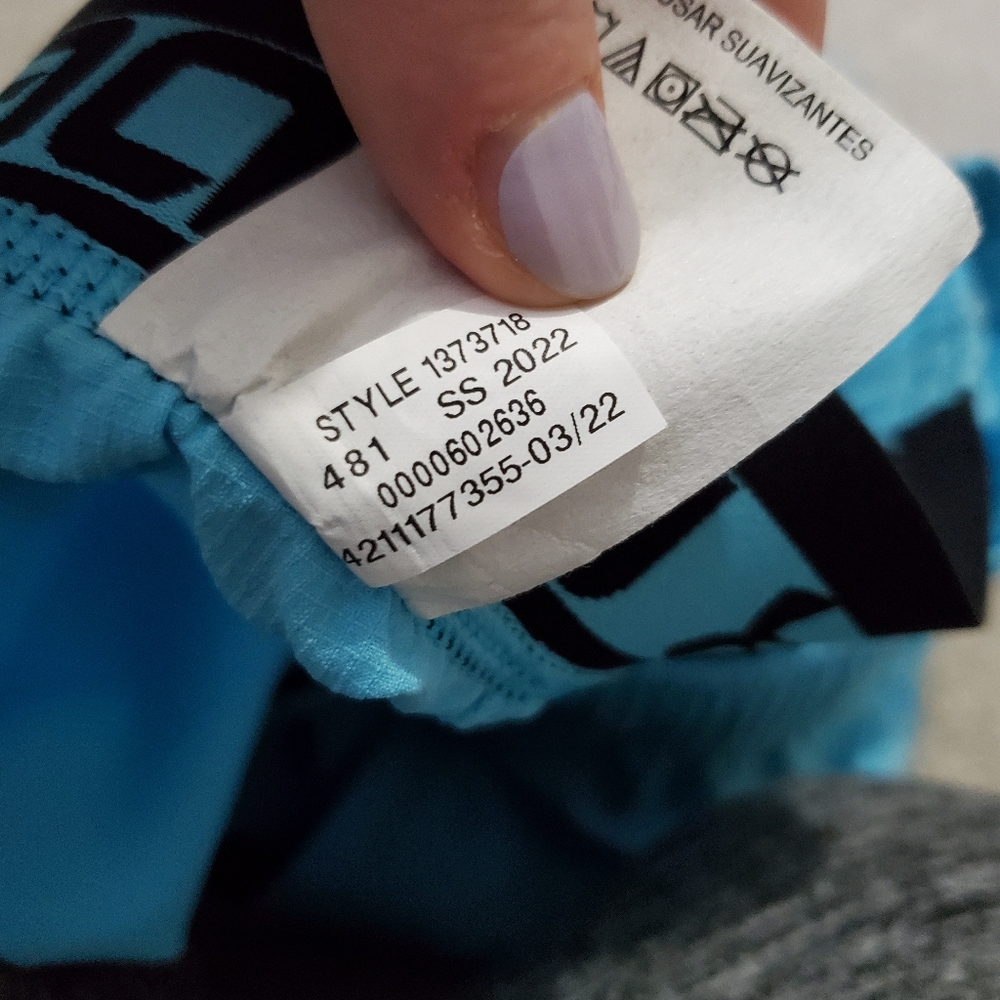 USAR SUAVIZANTES
STYLE 1373718
481 SS 2022
0000602636
4211177355-03/22